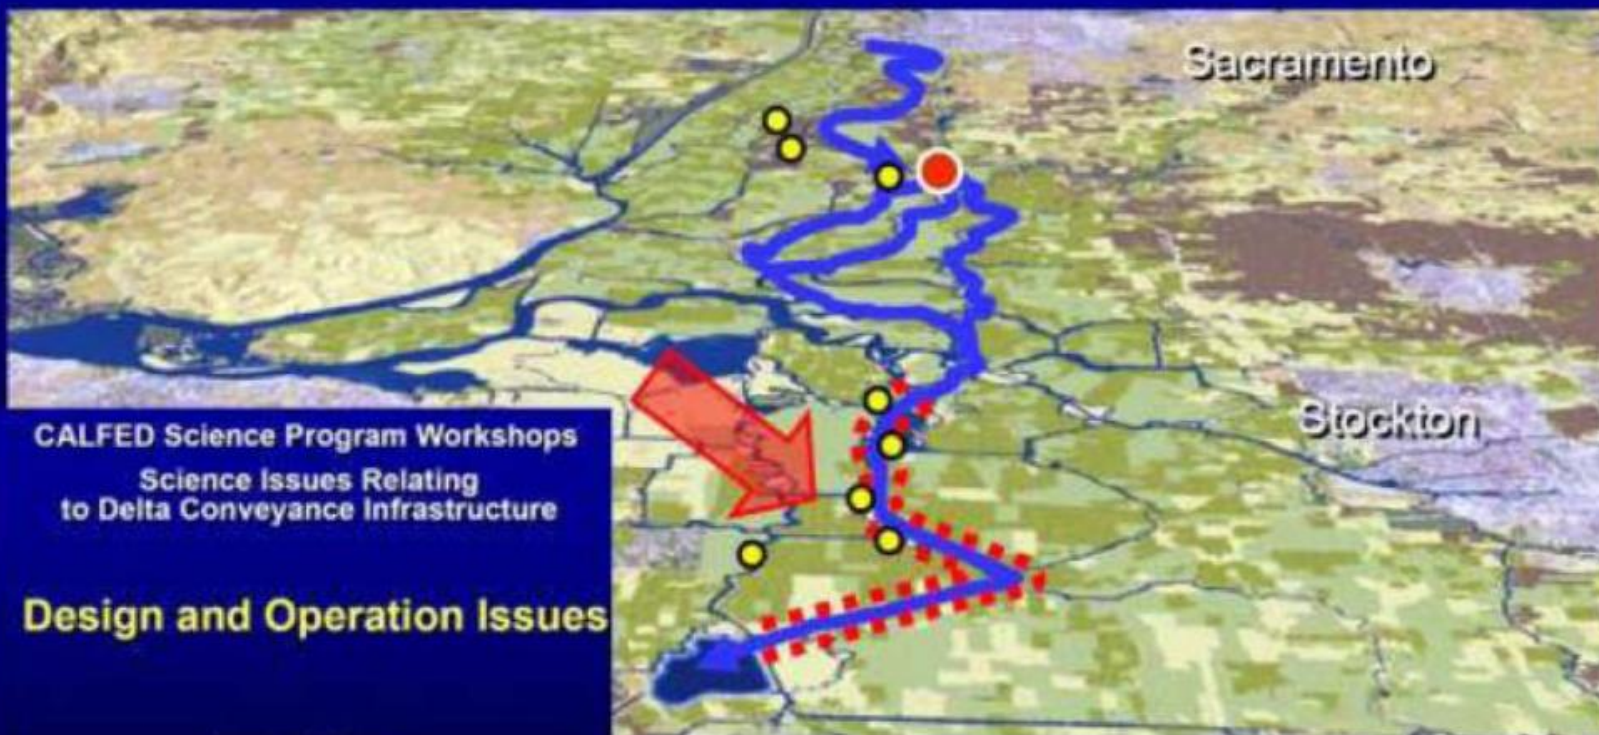 Sacramento
Stockton
CALFED Science Program Workshops
Science Issues Relating
to Delta Conveyance Infrastructure
Design and Operation Issues